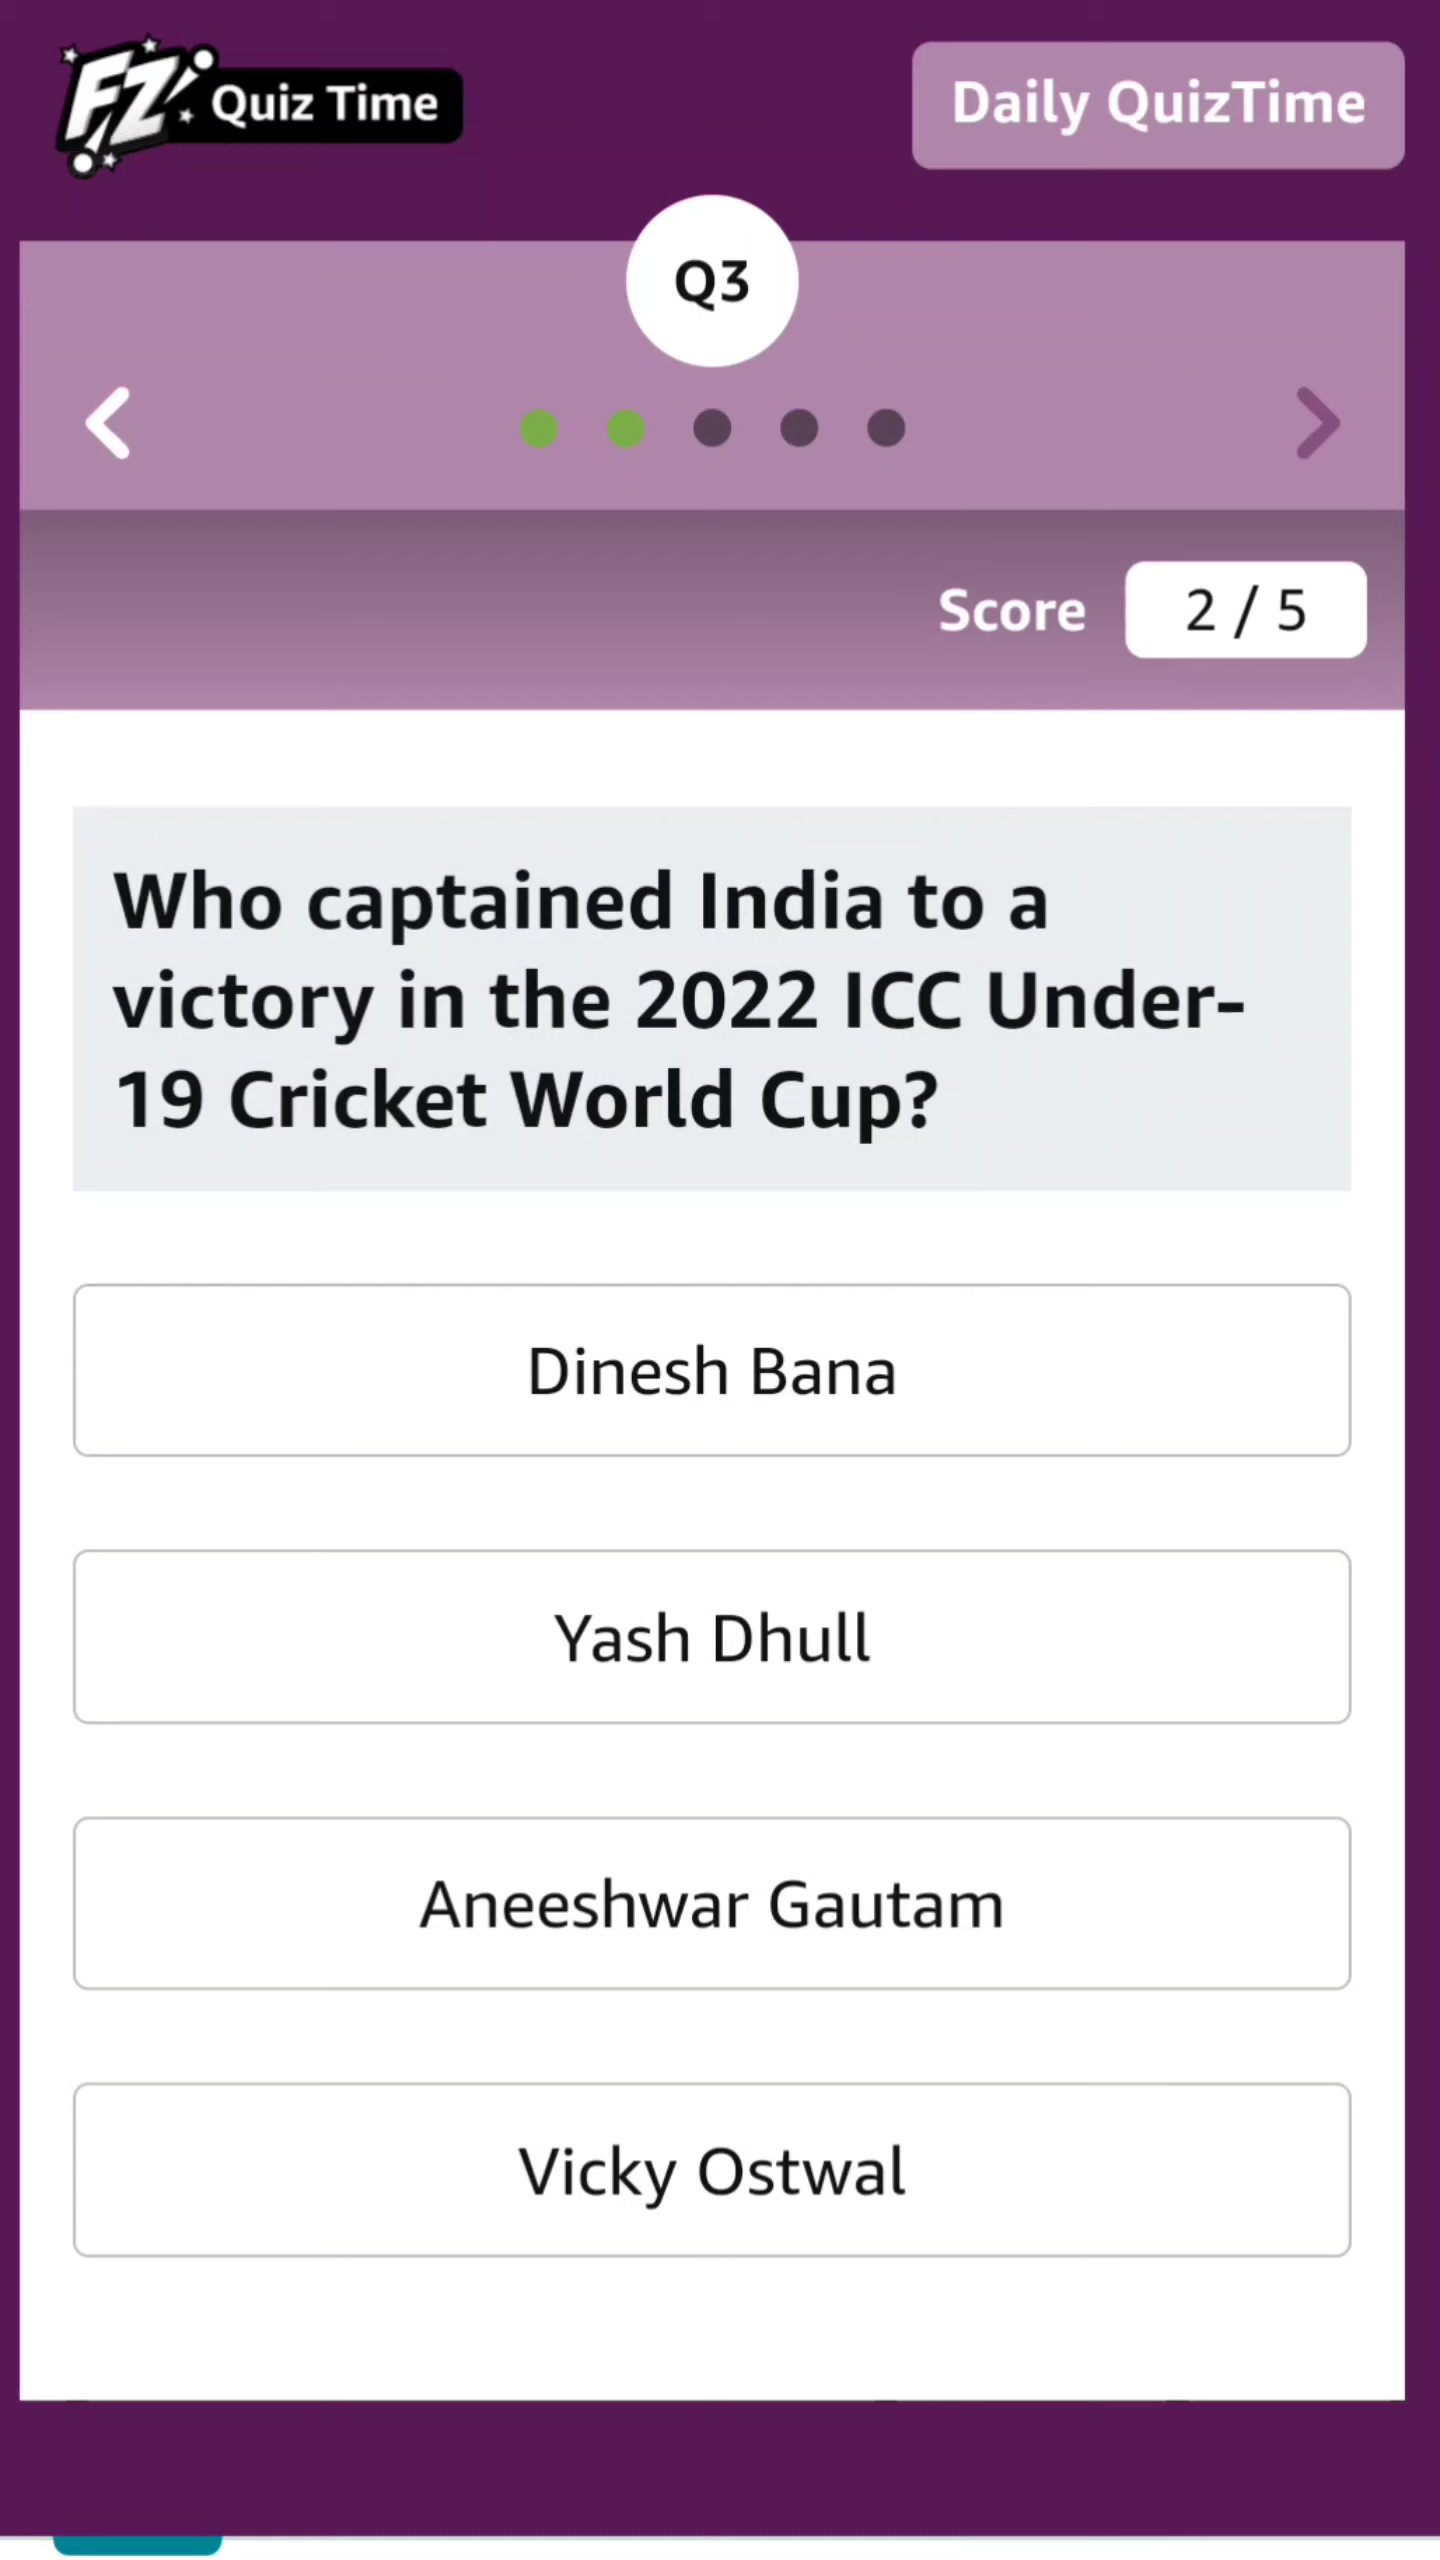 FZ Quiz Time
Daily QuizTime
Q3
Score 2 / 5
Who captained India to a
victory in the 2022 ICC Under-
19 Cricket World Cup?
Dinesh Bana
Yash Dhull
Aneeshwar Gautam
Vicky Ostwal